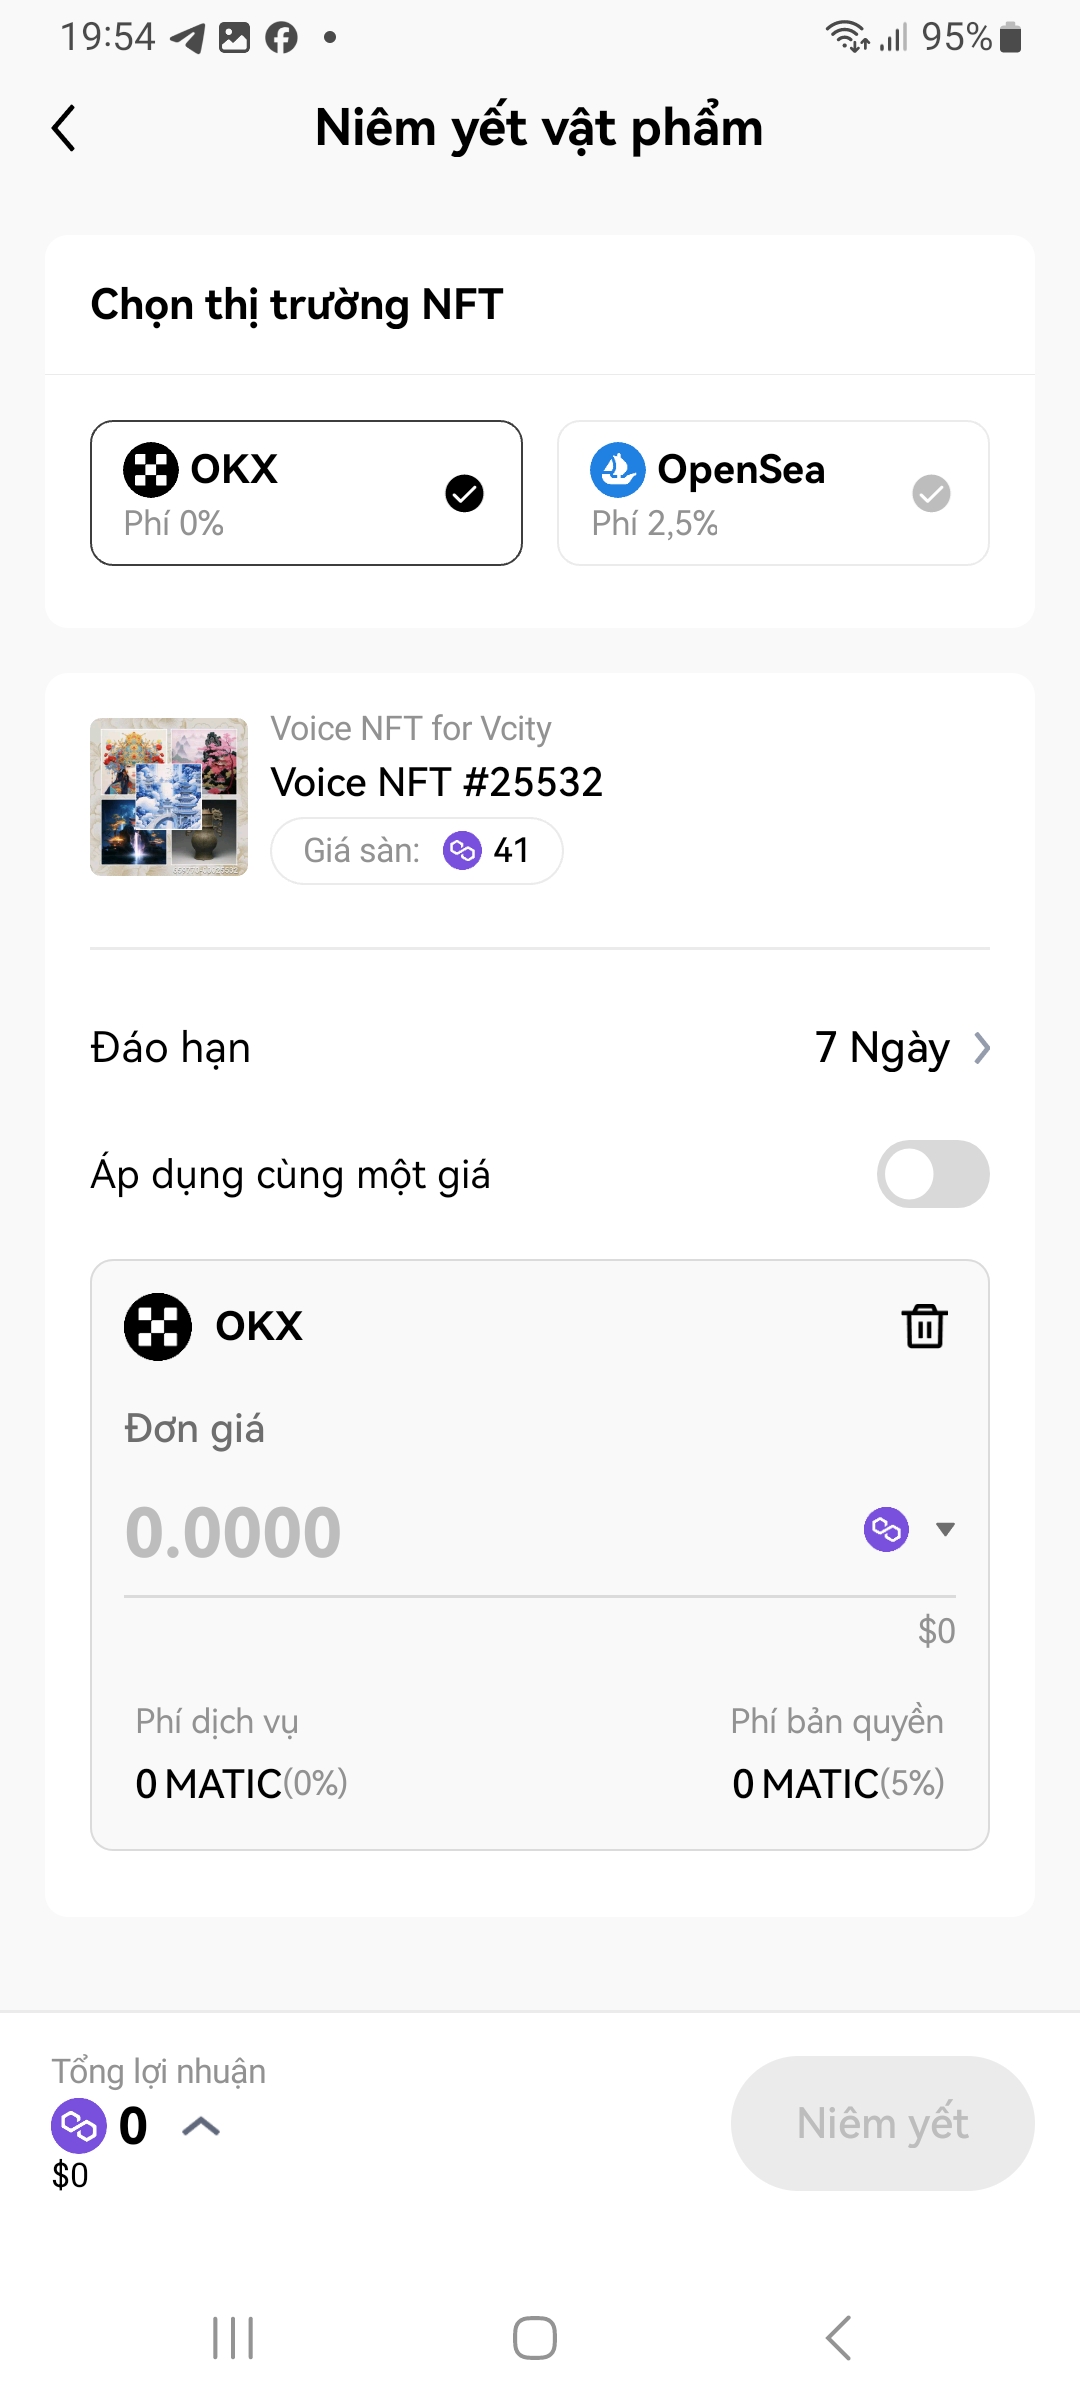 19:54
95%
Niêm yết vật phẩm
Chọn thị trường NFT
OKX
Phí 0%
OpenSea
Phí 2,5%
Voice NFT for Vcity
Voice NFT #25532
Giá sàn: 41
Đáo hạn
7 Ngày
Áp dụng cùng một giá
OKX
Đơn giá
0.0000
$0
Phí dịch vụ
Phí bản quyền
0 MATIC(0%)
0 MATIC(5%)
Tổng lợi nhuận
0
$0
Niêm yết